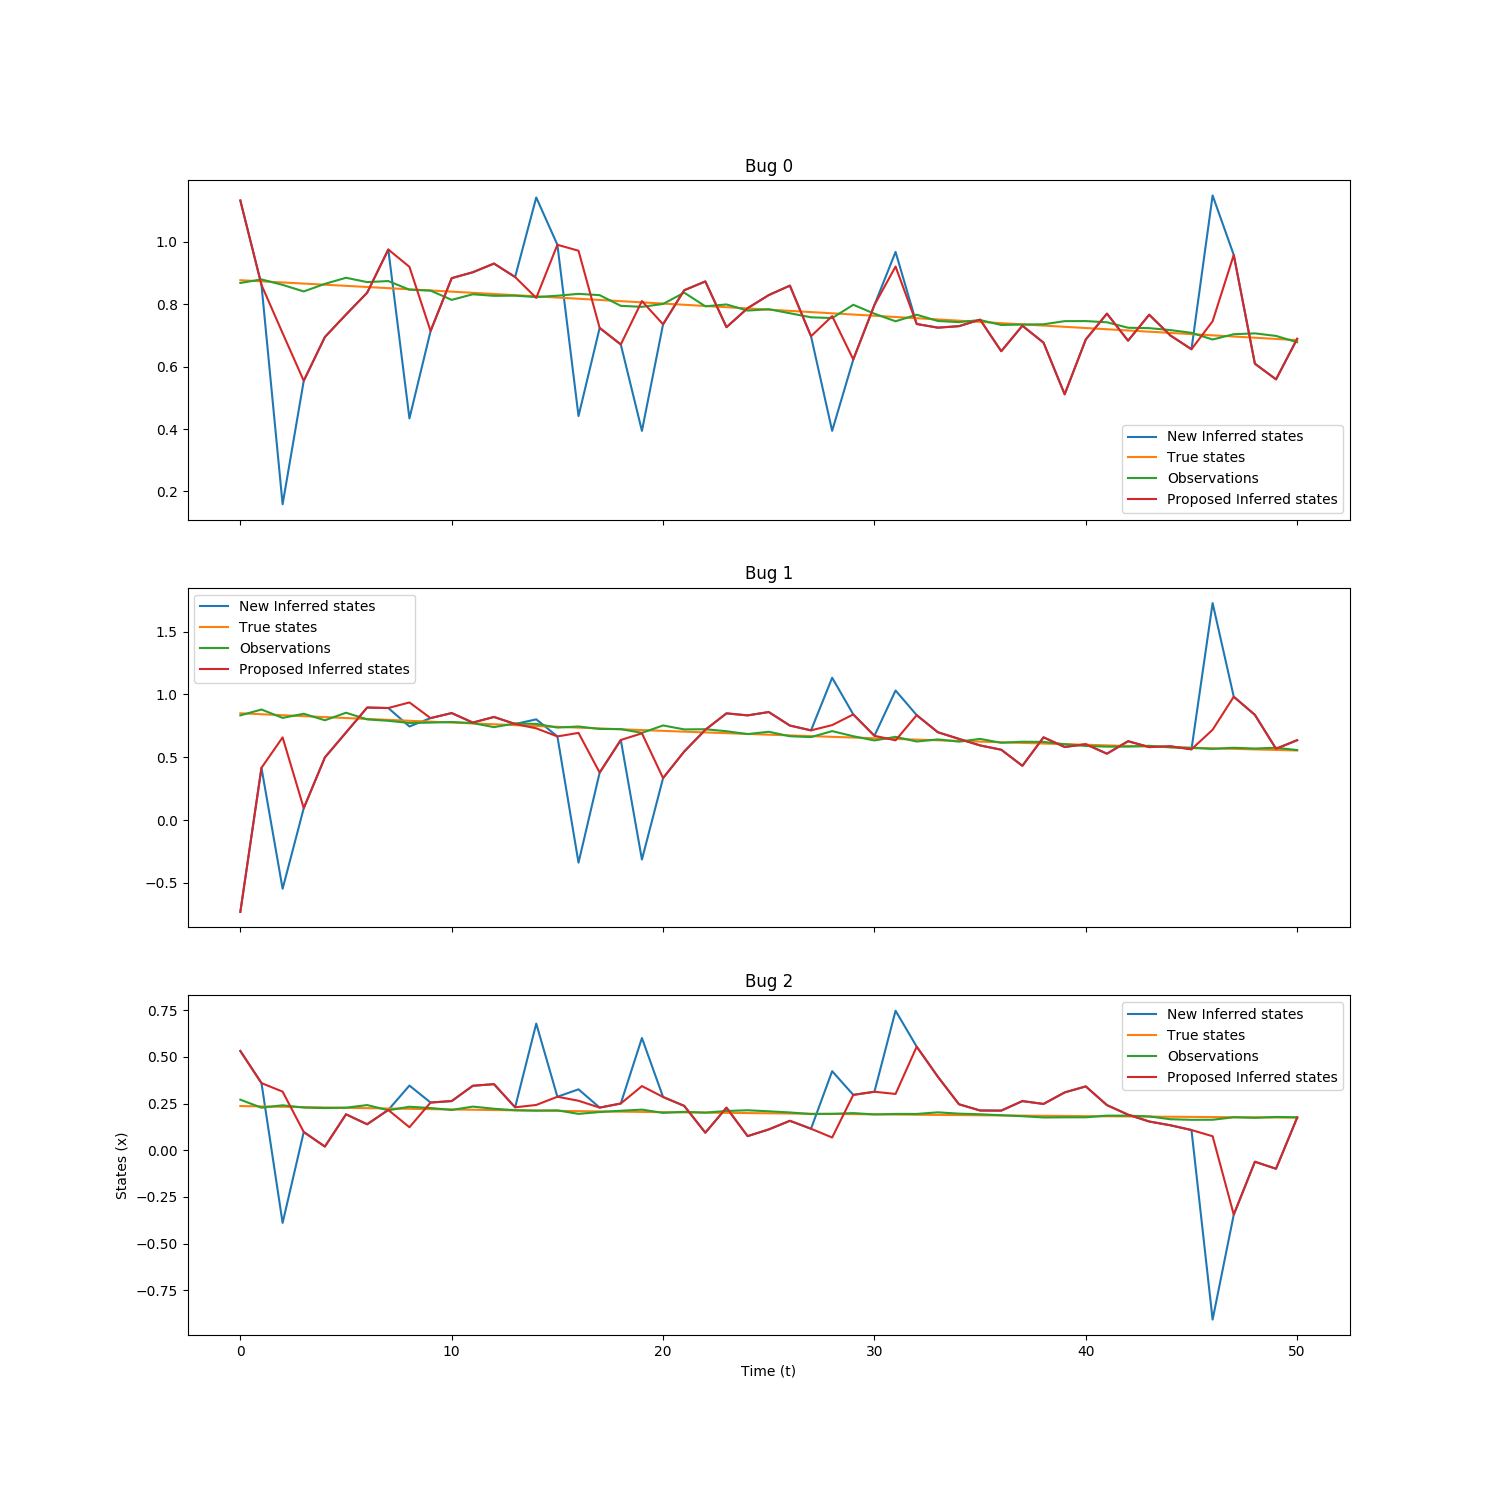 Bug 0
1.0
0.8
0.6
0.4
0.2
New Inferred states
True states
Observations
Proposed Inferred states
Bug 1
1.5
1.0
0.5
0.0
−0.5
New Inferred states
True states
Observations
Proposed Inferred states
Bug 2
0.75
0.50
0.25
0.00
−0.25
−0.50
−0.75
States (x)
New Inferred states
True states
Observations
Proposed Inferred states
0 10 20 30 40 50
Time (t)